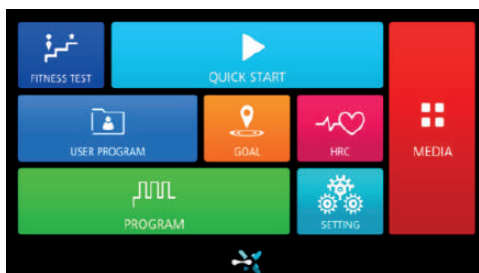 FITNESS TEST
QUICK START
USER PROGRAM
GOAL
HRC
MEDIA
PROGRAM
SETTING